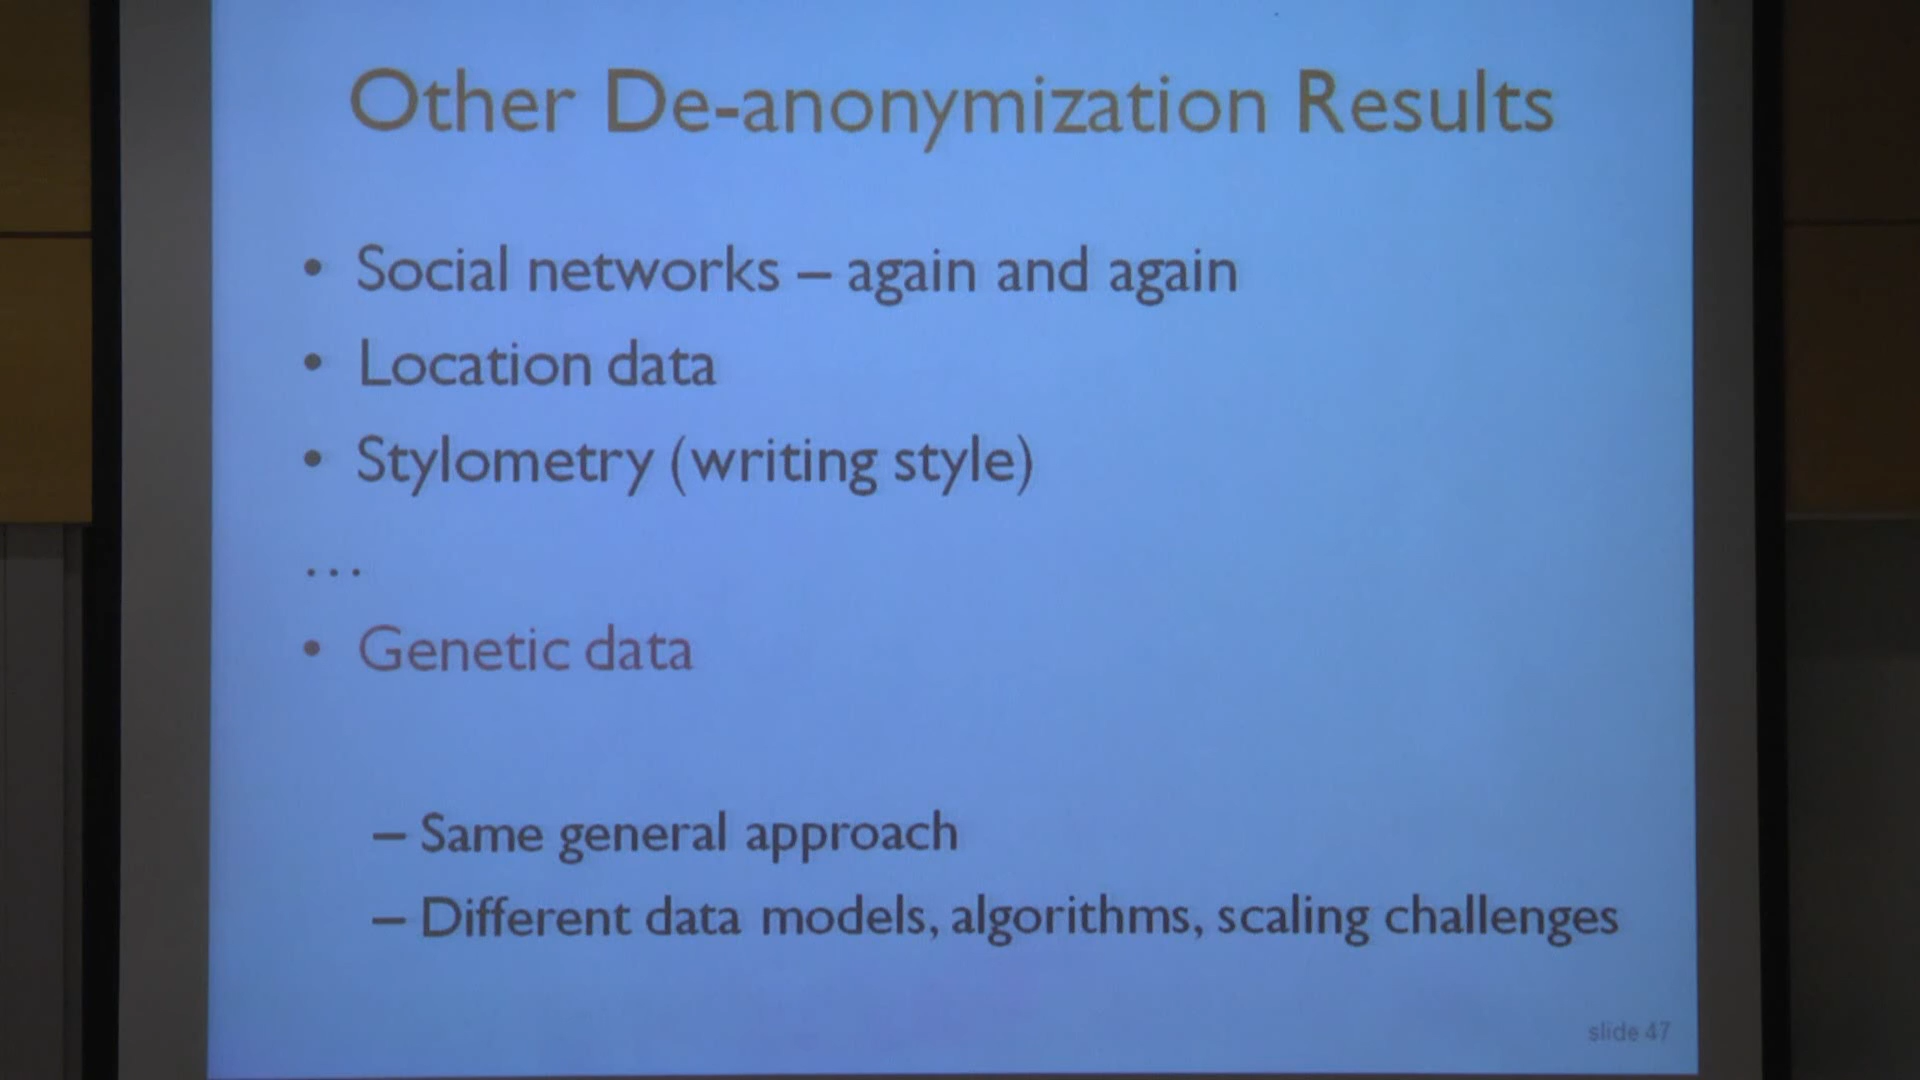 Other De-anonymization Results
• Social networks – again and again
• Location data
• Stylometry (writing style)
...
• Genetic data
– Same general approach
– Different data models, algorithms, scaling challenges
slide 47